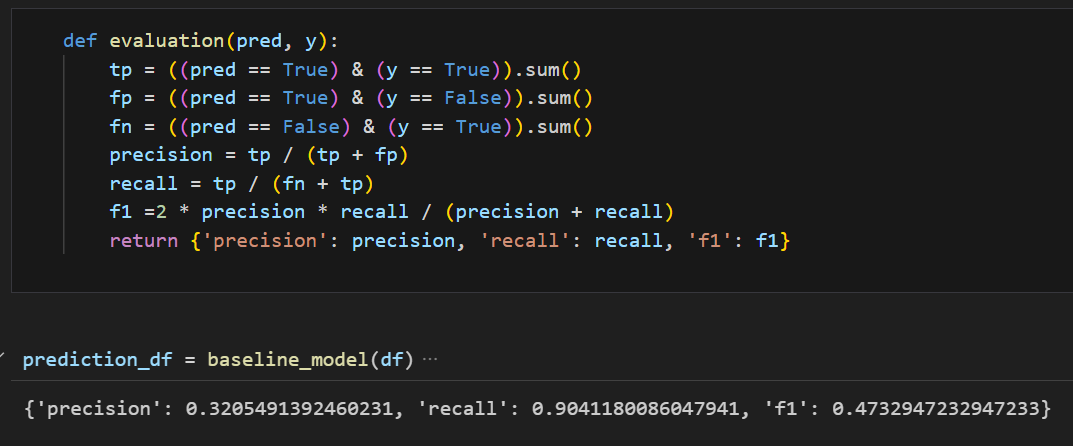 def evaluation(pred, y):
    tp = ((pred == True) & (y == True)).sum()
    fp = ((pred == True) & (y == False)).sum()
    fn = ((pred == False) & (y == True)).sum()
    precision = tp / (tp + fp)
    recall = tp / (fn + tp)
    f1 =2 * precision * recall / (precision + recall)
    return {'precision': precision, 'recall': recall, 'f1': f1}
prediction_df = baseline_model(df) ···
{'precision': 0.3205491392460231, 'recall': 0.9041180086047941, 'f1': 0.4732947232947233}